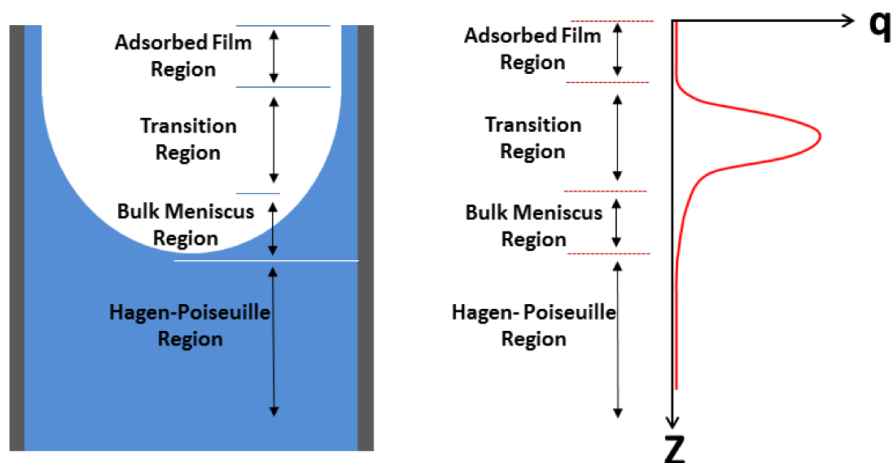 Adsorbed Film
Region
Transition
Region
Bulk Meniscus
Region
Hagen-Poiseuille
Region
q
Adsorbed Film
Region
Transition
Region
Bulk Meniscus
Region
Hagen- Poiseuille
Region
Z